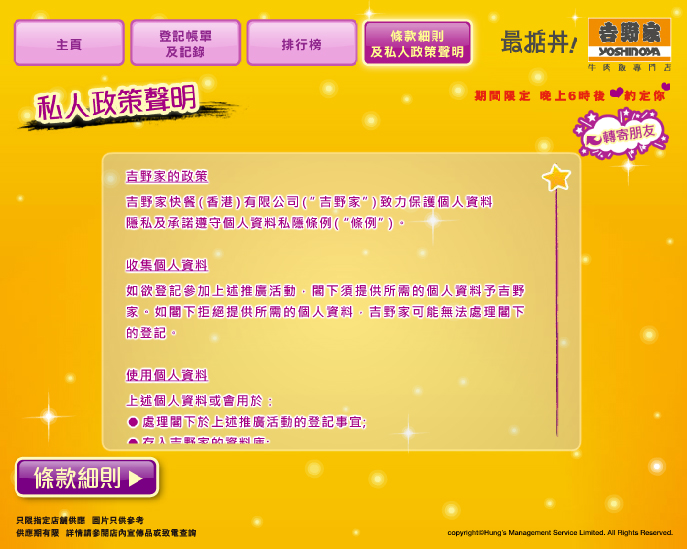 主頁
登記帳單
及記錄
排行榜
條款細則
及私人政策聲明
最掂丼!
吉野家
YOSHINOYA
牛肉飯專門店
期間限定 晚上6時後 約定你
私人政策聲明
轉寄朋友
吉野家的政策
吉野家快餐(香港)有限公司(“吉野家”)致力保護個人資料
隱私及承諾遵守個人資料私隱條例(“條例”)。
收集個人資料
如欲登記參加上述推廣活動，閣下須提供所需的個人資料予吉野
家。如閣下拒絕提供所需的個人資料，吉野家可能無法處理閣下
的登記。
使用個人資料
上述個人資料或會用於：
●處理閣下於上述推廣活動的登記事宜;
●存入吉野家的資料庫;
條款細則
只限指定店舖供應 圖片只供參考
供應期有限 詳情請參閱店內宣傳品或致電查詢
copyright©Hung's Management Service Limited. All Rights Reserved.